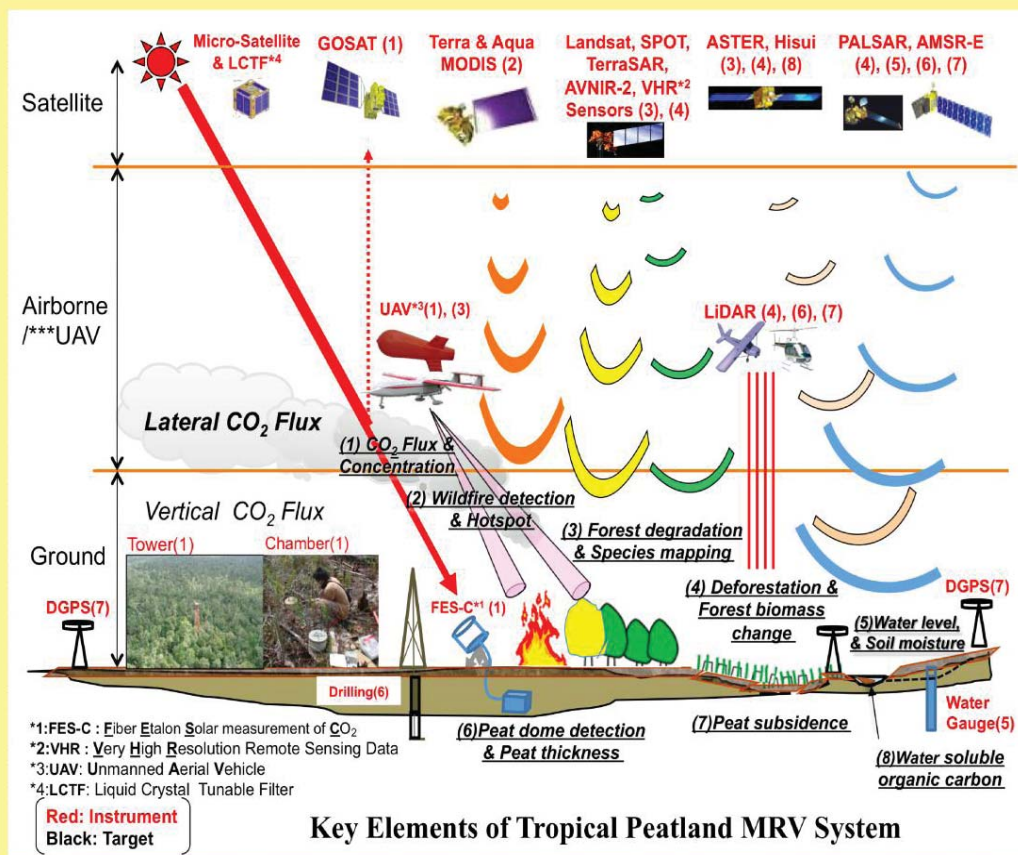 Micro-Satellite
& LCTF*4
GOSAT (1)
Terra & Aqua
MODIS (2)
Landsat, SPOT,
TerraSAR,
AVNIR-2, VHR*2
Sensors (3), (4)
ASTER, Hisui
(3), (4), (8)
PALSAR, AMSR-E
(4), (5), (6), (7)
Satellite
Airborne
/***UAV
UAV*3(1), (3)
LiDAR (4), (6), (7)
Lateral CO2 Flux
(1) CO2 Flux &
Concentration
(2) Wildfire detection
& Hotspot
(3) Forest degradation
& Species mapping
Vertical CO2 Flux
Ground
Tower(1)
Chamber(1)
DGPS(7)
FES-C*1 (1)
(4) Deforestation &
Forest biomass
change
DGPS(7)
(5)Water level,
& Soil moisture
Drilling(6)
(6)Peat dome detection
& Peat thickness
(7) Peat subsidence
Water
Gauge(5)
(8)Water soluble
organic carbon
*1:FES-C : Fiber Etalon Solar measurement of CO2
*2:VHR : Very High Resolution Remote Sensing Data
*3:UAV: Unmanned Aerial Vehicle
*4:LCTF: Liquid Crystal Tunable Filter
Red: Instrument
Black: Target
Key Elements of Tropical Peatland MRV System